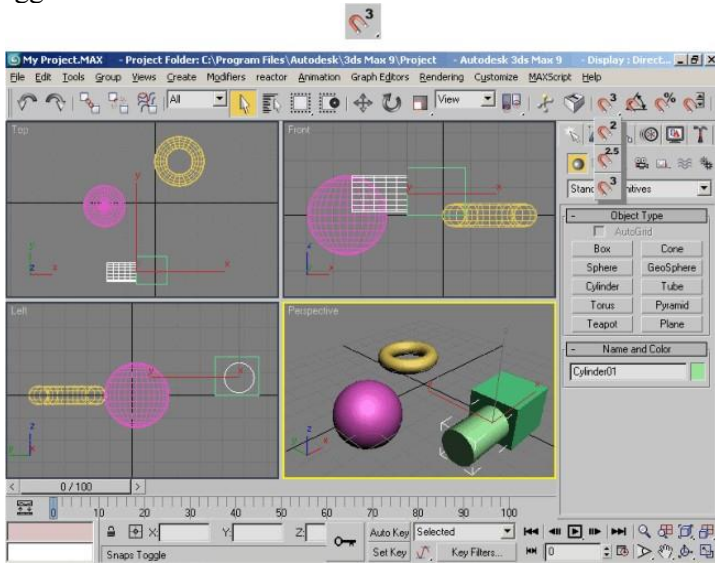 3
My Project.MAX - Project Folder: C:\Program Files\Autodesk\3ds Max 9\Project - Autodesk 3ds Max 9 - Display : Direct...
File Edit Tools Group Views Create Modifiers reactor Animation Graph Editors Rendering Customize MAXScript Help
All View 3 %
Top Front 2
2.5
3
y x
z x
Object Type
AutoGrid
Box Cone
Sphere GeoSphere
Cylinder Tube
Torus Pyramid
Teapot Plane
Left Perspective
Name and Color
Cylinder01
0 / 100
0 10 20 30 40 50 60 70 80 90 100
X: Y: Z: Auto Key Selected
Snaps Toggle Set Key Key Filters... 0